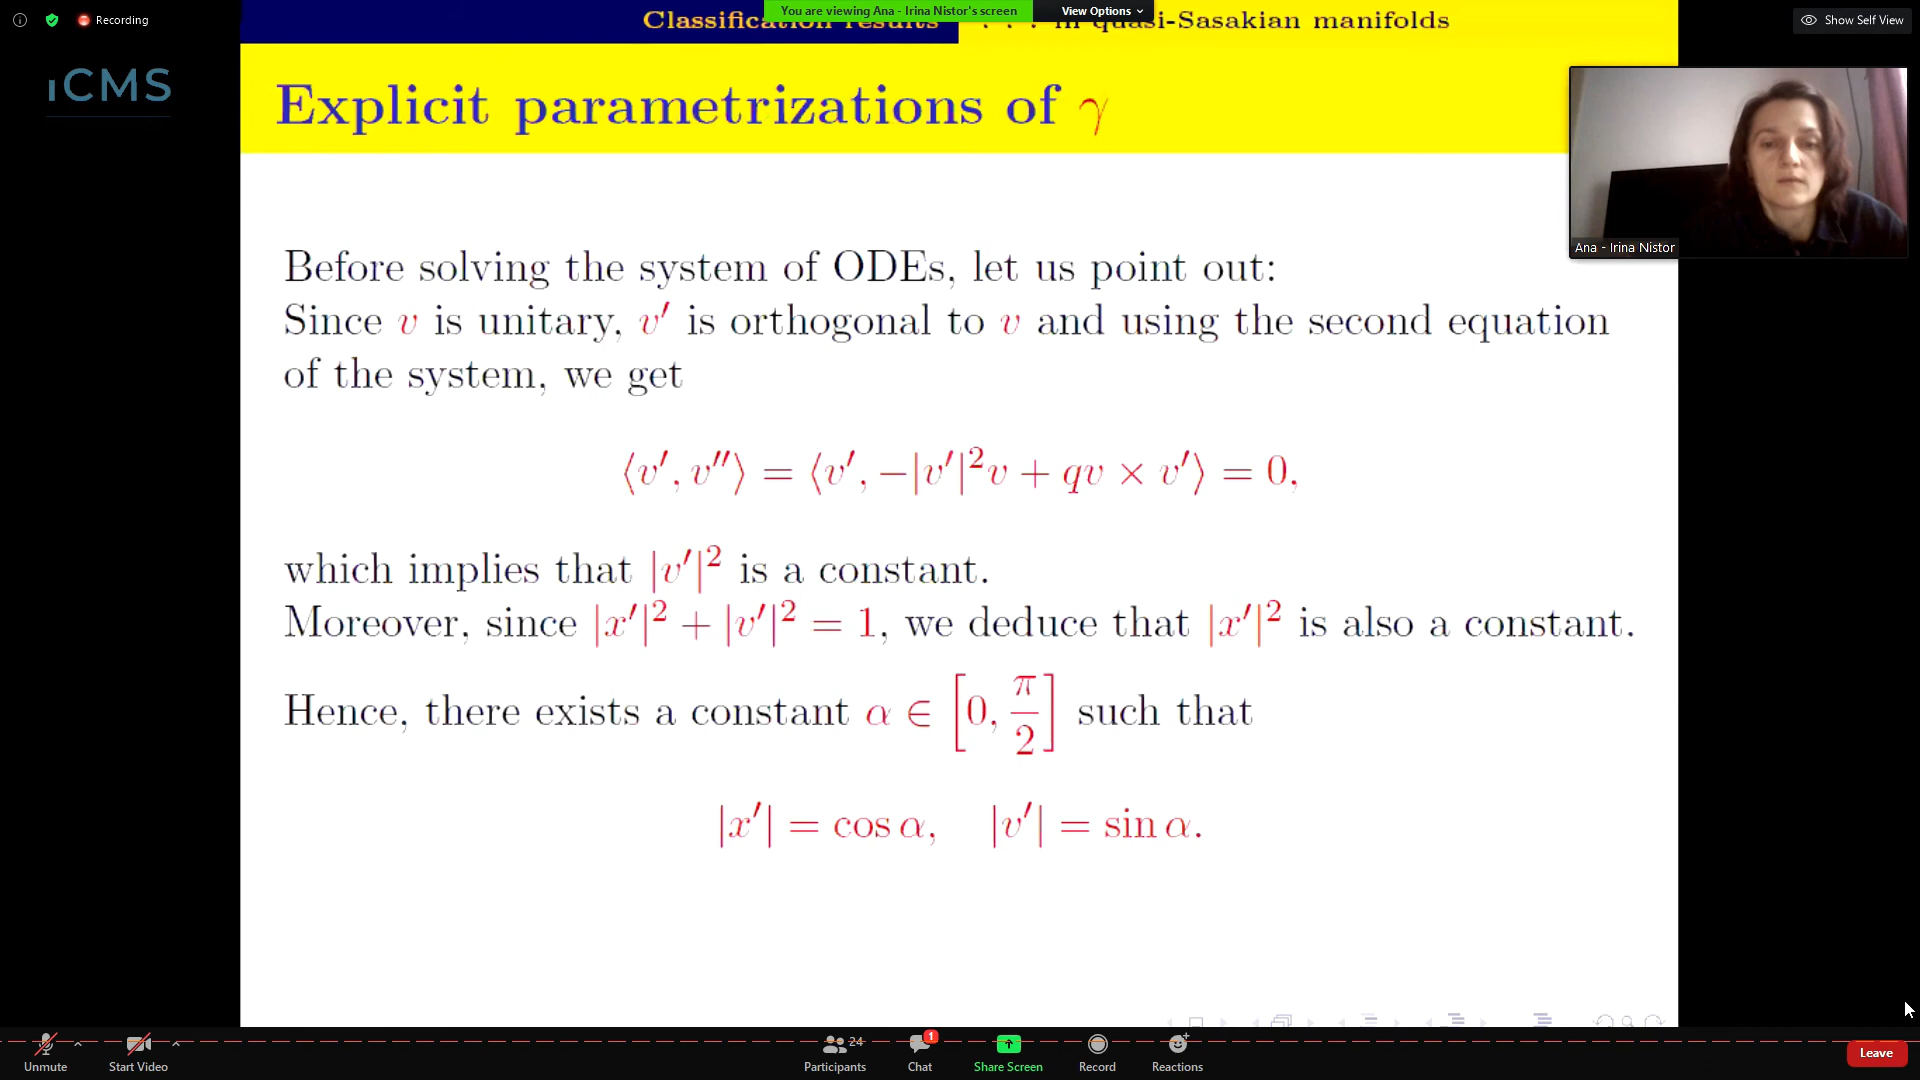 Recording
You are viewing Ana - Irina Nistor's screen
View Options
Show Self View
Classification results
in quasi-Sasakian manifolds
iCMS
Explicit parametrizations of γ
Ana - Irina Nistor
Before solving the system of ODEs, let us point out:
Since v is unitary, v′ is orthogonal to v and using the second equation
of the system, we get
⟨v′, v″⟩ = ⟨v′, −|v′|²v + qv × v′⟩ = 0,
which implies that |v′|² is a constant.
Moreover, since |x′|² + |v′|² = 1, we deduce that |x′|² is also a constant.
Hence, there exists a constant α ∈ [0, π/2] such that
|x′| = cos α, |v′| = sin α.
Unmute
Start Video
Participants
24
Chat
1
Share Screen
Record
Reactions
Leave